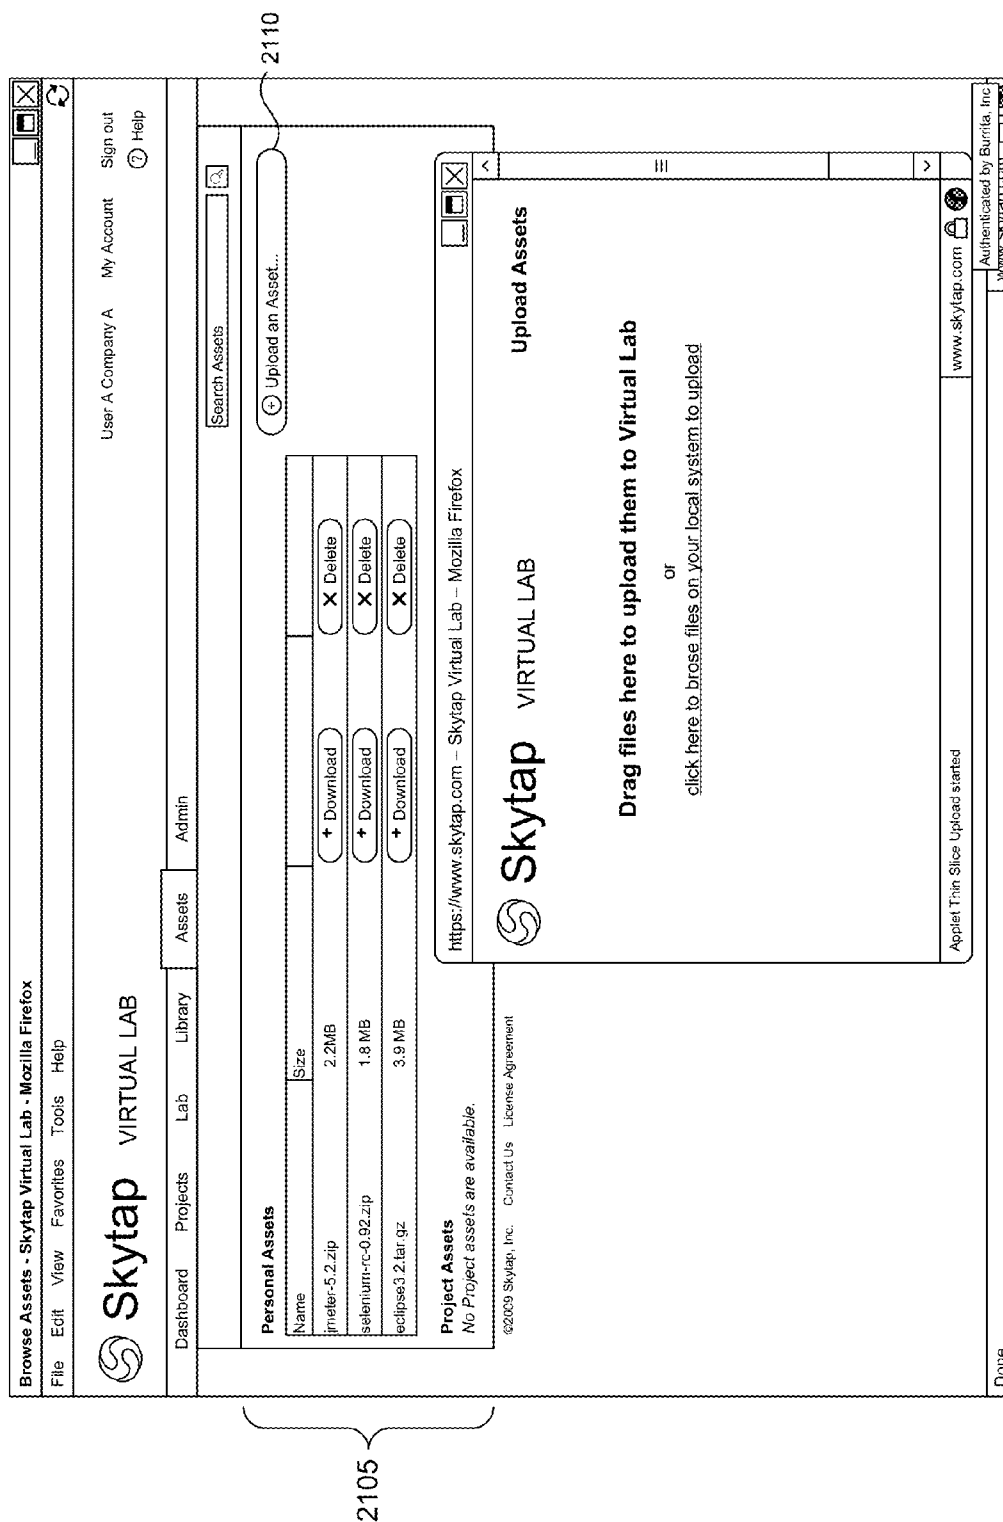 Browse Assets - Skytap Virtual Lab - Mozilla Firefox
File Edit View Favorites Tools Help
Skytap VIRTUAL LAB
User A Company A My Account Sign out
? Help
Dashboard Projects Lab Library Assets Admin
Search Assets
2105
2110
Personal Assets
+ Upload an Asset...
Name Size
jmeter-5.2.zip 2.2MB + Download X Delete
selenium-rc-0.92.zip 1.8 MB + Download X Delete
eclipse3.2.tar.gz 3.9 MB + Download X Delete
Project Assets
No Project assets are available.
©2009 Skytap, Inc. Contact Us License Agreement
https://www.skytap.com – Skytap Virtual Lab – Mozilla Firefox
Skytap VIRTUAL LAB
Upload Assets
Drag files here to upload them to Virtual Lab
or
click here to brose files on your local system to upload
Applet Thin Slice Upload started
www.skytap.com
Authenticated by Burrita, Inc
www.skytap.com
Done